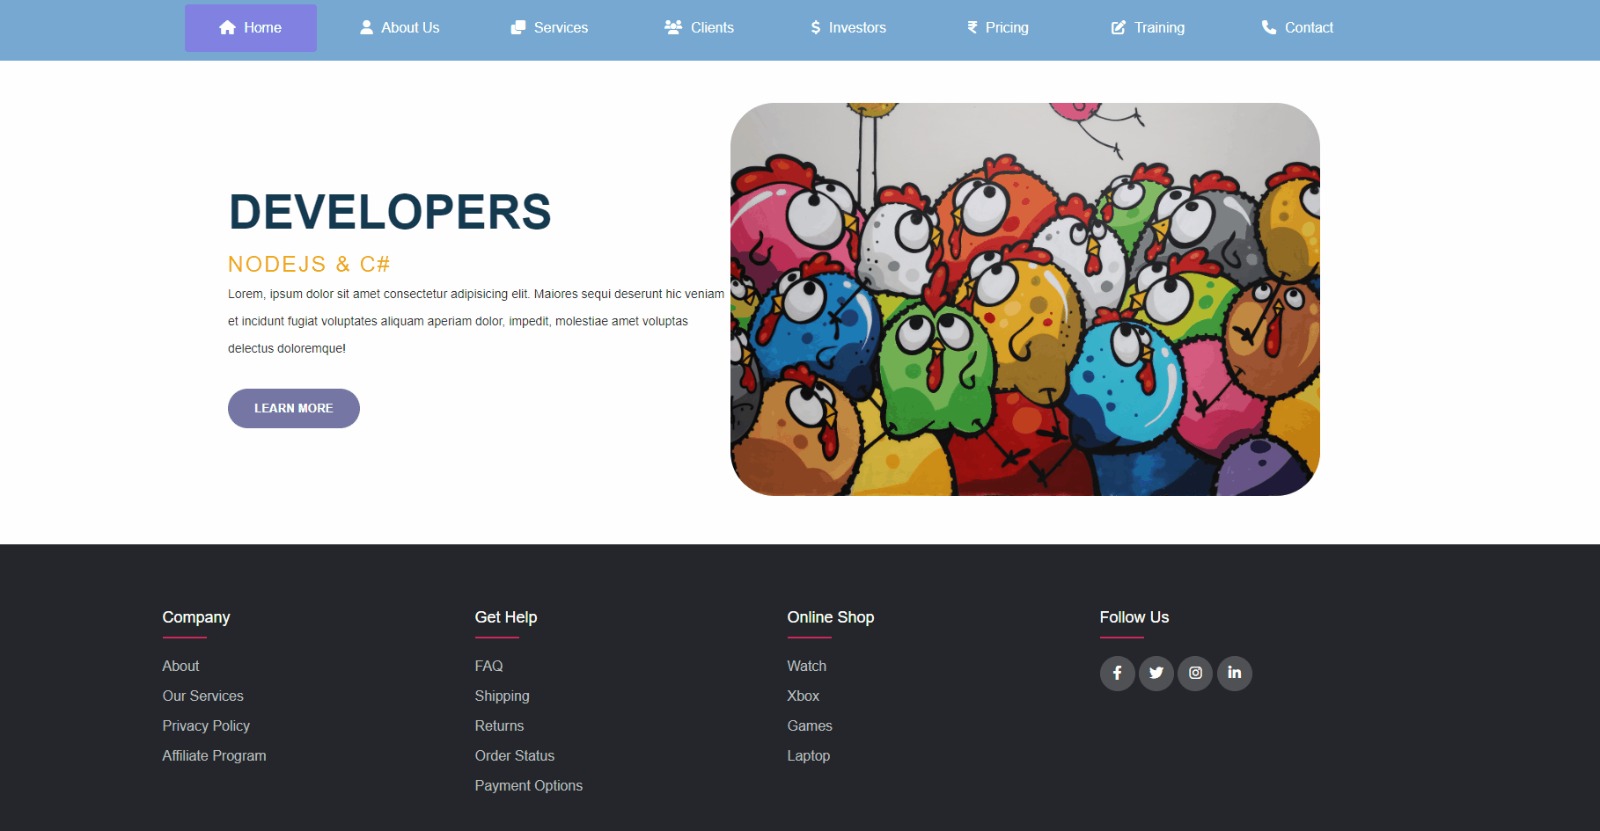 Home About Us Services Clients Investors Pricing Training Contact
DEVELOPERS
NODEJS & C#
Lorem, ipsum dolor sit amet consectetur adipisicing elit. Maiores sequi deserunt hic veniam
et incidunt fugiat voluptates aliquam aperiam dolor, impedit, molestiae amet voluptas
delectus doloremque!
LEARN MORE
Company
About
Our Services
Privacy Policy
Affiliate Program
Get Help
FAQ
Shipping
Returns
Order Status
Payment Options
Online Shop
Watch
Xbox
Games
Laptop
Follow Us